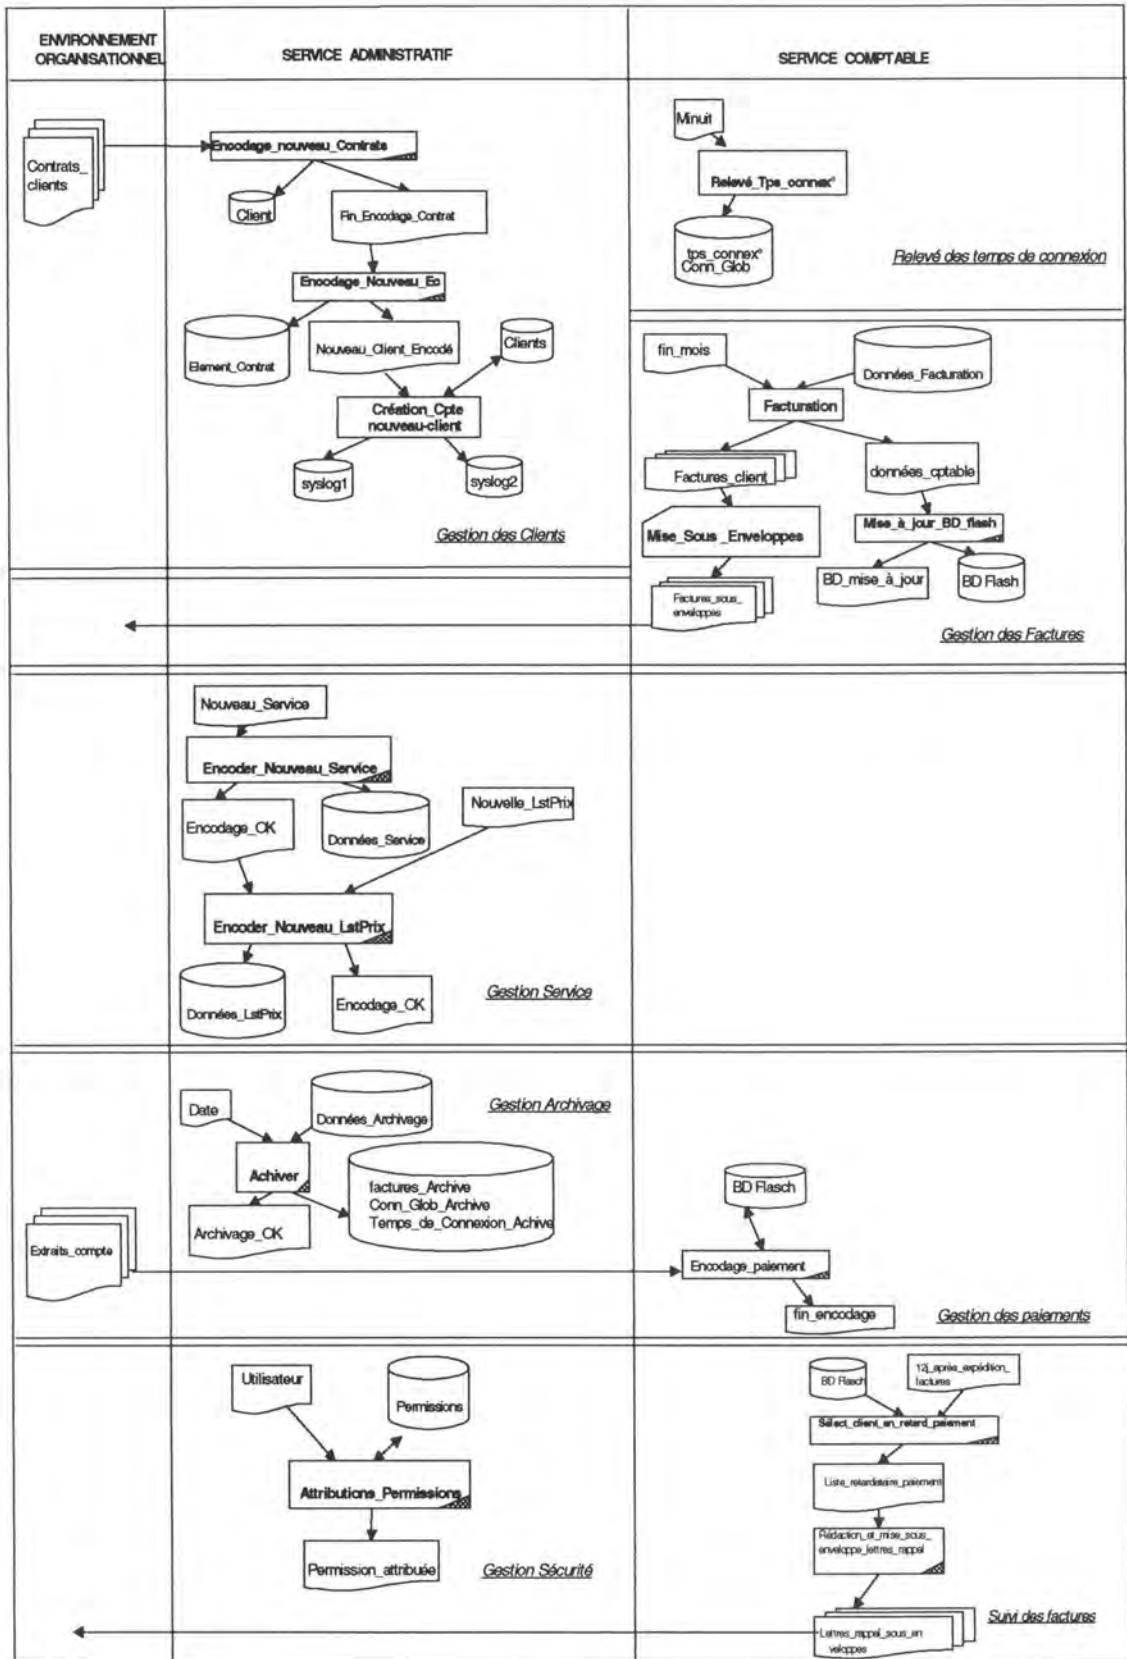 ENVIRONNEMENT
ORGANISATIONNEL
SERVICE ADMINISTRATIF
SERVICE COMPTABLE
Contrats_
clients
Encodage_nouveau_Contrats
Client
Fin_Encodage_Contrat
Encodage_Nouveau_Ec
Element_Contrat
Nouveau_Client_Encodé
Clients
Création_Cpte
nouveau-client
syslog1
syslog2
Gestion des Clients
Minuit
Relevé_Tps_connex°
tps_connex°
Conn_Glob
Relevé des temps de connexion
fin_mois
Données_Facturation
Facturation
Factures_client
données_cptable
Mise_Sous _Enveloppes
Mise_à_jour_BD_flash
BD_mise_à_jour
BD Flash
Factures_sous_
enveloppes
Gestion des Factures
Nouveau_Service
Encoder_Nouveau_Service
Encodage_OK
Données_Service
Nouvelle_LstPrix
Encoder_Nouveau_LstPrix
Données_LstPrix
Encodage_OK
Gestion Service
Date
Données_Archivage
Gestion Archivage
Achiver
factures_Archive
Conn_Glob_Archive
Temps_de_Connexion_Achive
Archivage_OK
Extraits_compte
BD Flasch
Encodage_paiement
fin_encodage
Gestion des paiements
Utilisateur
Permissions
Attributions_Permissions
Permission_attribuée
Gestion Sécurité
BD Flasch
12j_après_expédition_
factures
Sélect_client_en_retard_paiement
Liste_retardataire_paiement
Rédaction_et_mise_sous_
enveloppe_lettres_rappel
Lettres_rappel_sous_en
veloppes
Suivi des factures